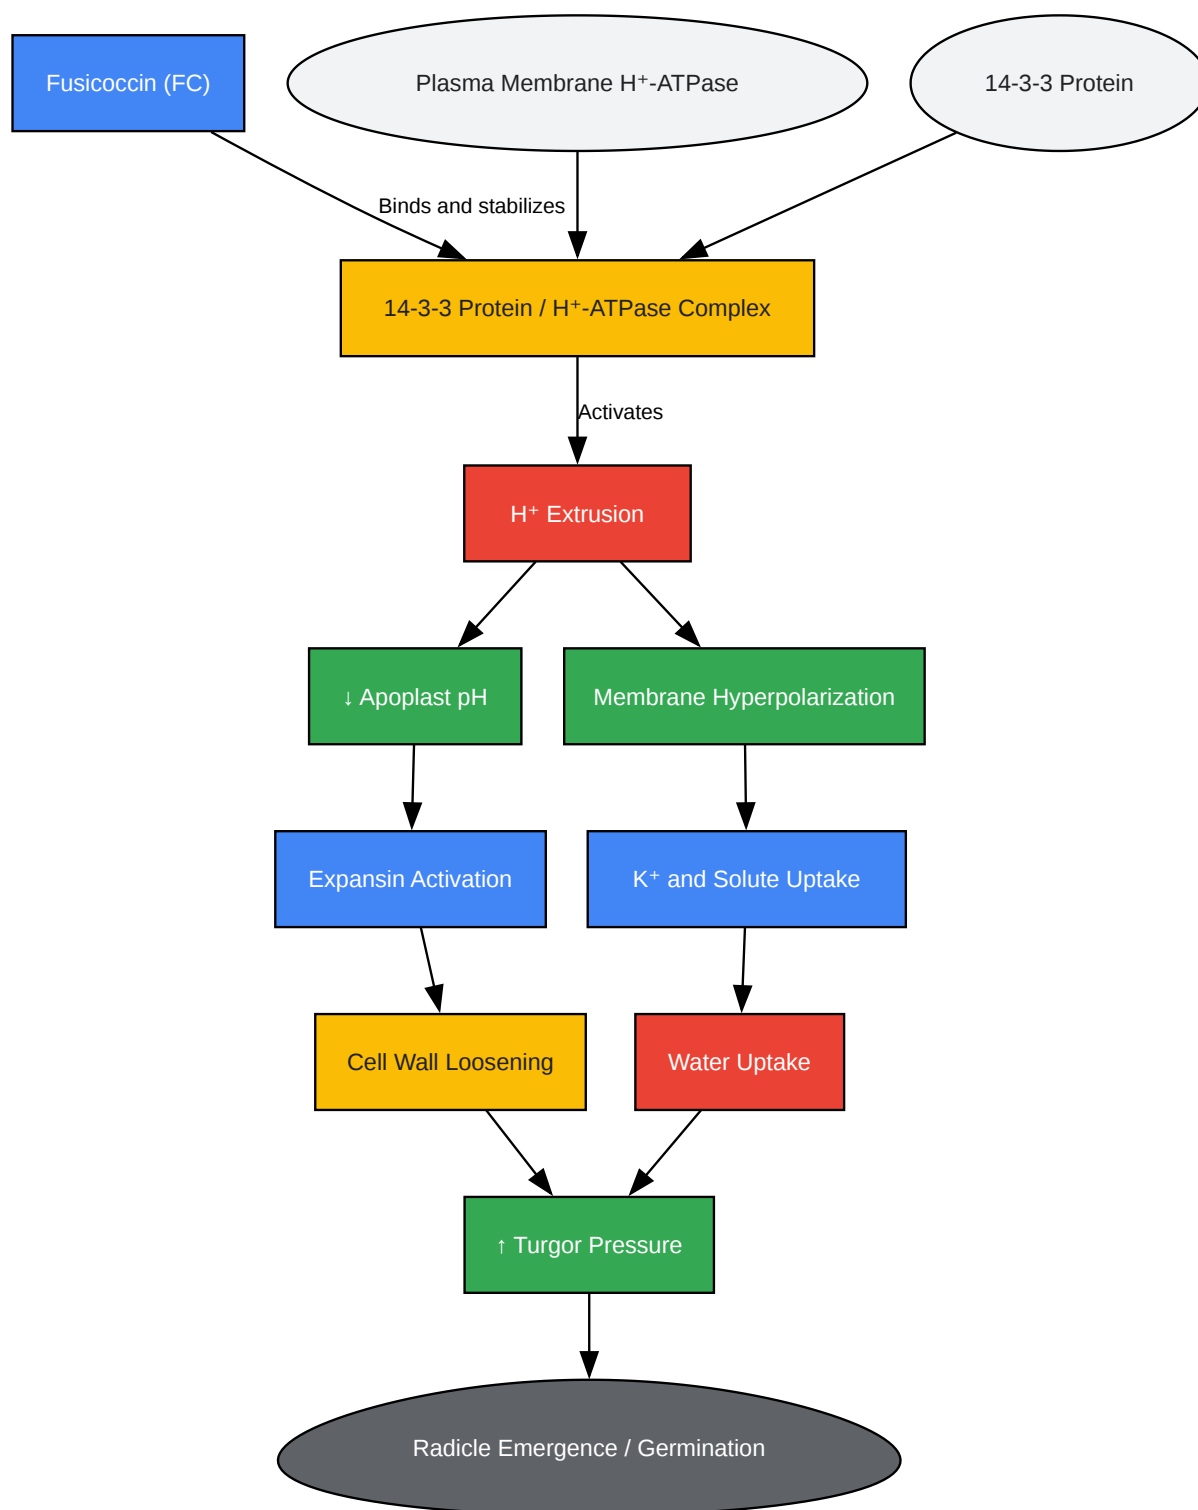 Fusicoccin (FC)
Plasma Membrane H⁺-ATPase
14-3-3 Protein
Binds and stabilizes
14-3-3 Protein / H⁺-ATPase Complex
Activates
H⁺ Extrusion
↓ Apoplast pH
Membrane Hyperpolarization
Expansin Activation
K⁺ and Solute Uptake
Cell Wall Loosening
Water Uptake
↑ Turgor Pressure
Radicle Emergence / Germination